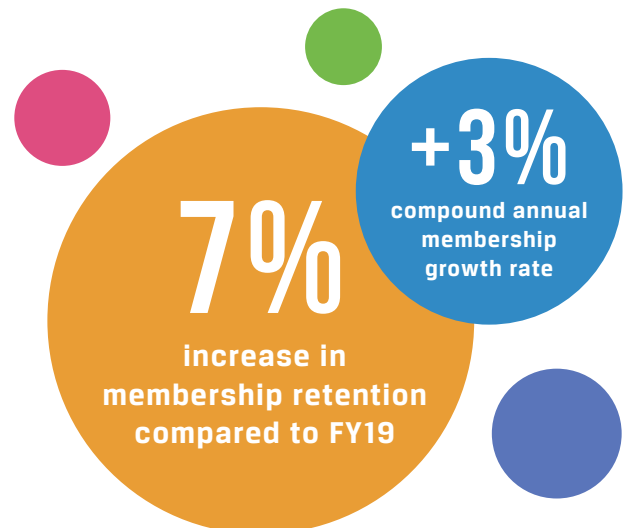 +3%
compound annual
membership
growth rate
7%
increase in
membership retention
compared to FY19